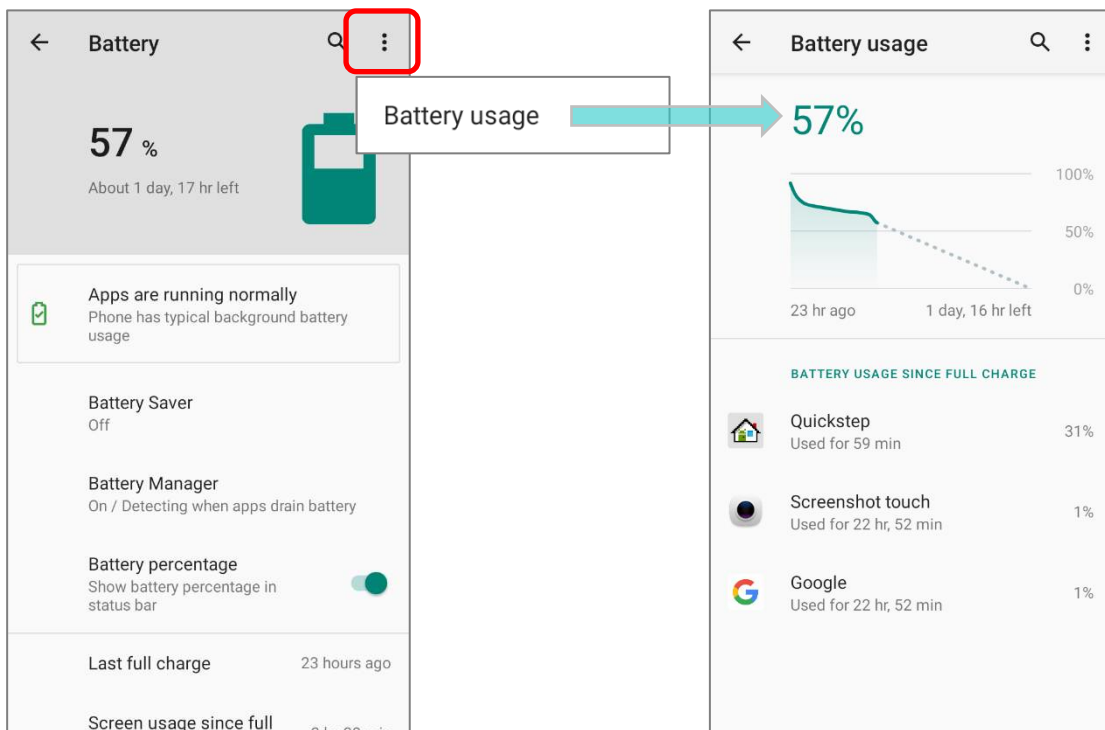 Battery
57 %
About 1 day, 17 hr left
Apps are running normally
Phone has typical background battery
usage
Battery Saver
Off
Battery Manager
On / Detecting when apps drain battery
Battery percentage
Show battery percentage in
status bar
Last full charge 23 hours ago
Screen usage since full
Battery usage
Battery usage
57%
100%
50%
0%
23 hr ago 1 day, 16 hr left
BATTERY USAGE SINCE FULL CHARGE
Quickstep 31%
Used for 59 min
Screenshot touch 1%
Used for 22 hr, 52 min
Google 1%
Used for 22 hr, 52 min